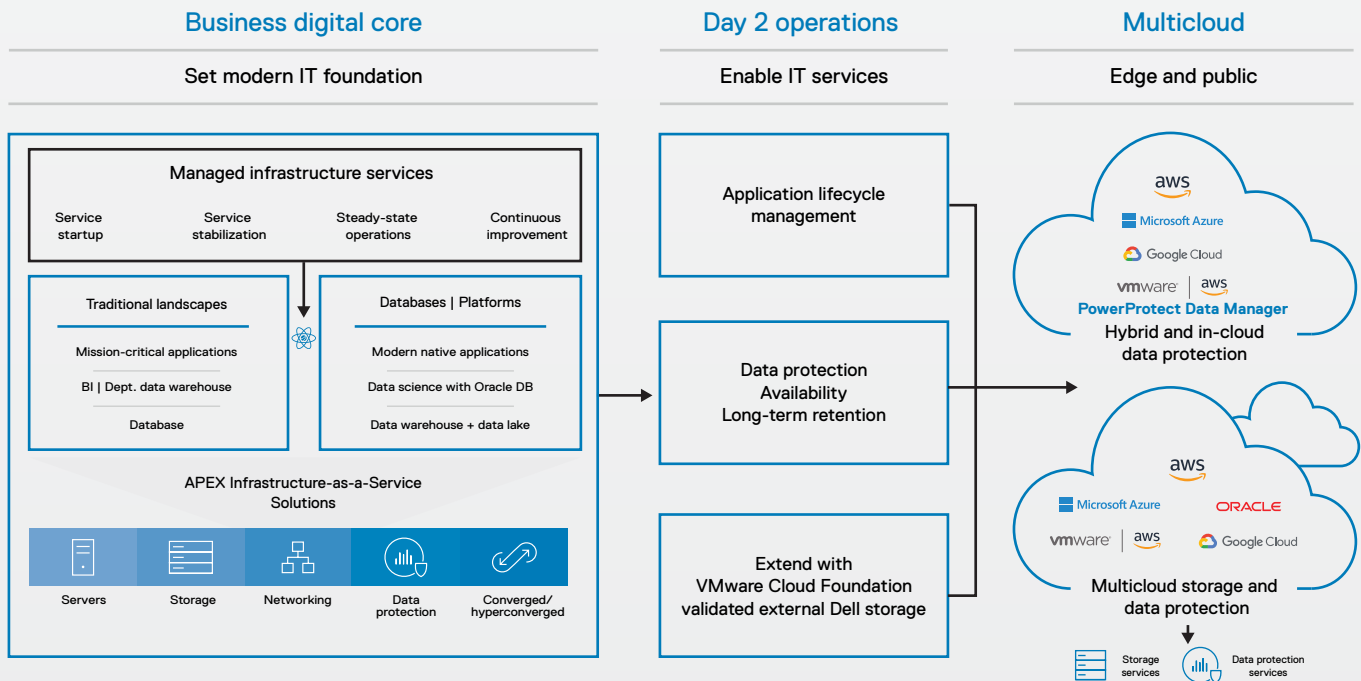 Business digital core
Set modern IT foundation
Managed infrastructure services
Service
startup
Service
stabilization
Steady-state
operations
Continuous
improvement
Traditional landscapes
Mission-critical applications
BI | Dept. data warehouse
Database
Databases | Platforms
Modern native applications
Data science with Oracle DB
Data warehouse + data lake
APEX Infrastructure-as-a-Service
Solutions
Servers
Storage
Networking
Data
protection
Converged/
hyperconverged
Day 2 operations
Enable IT services
Application lifecycle
management
Data protection
Availability
Long-term retention
Extend with
VMware Cloud Foundation
validated external Dell storage
Multicloud
Edge and public
aws
Microsoft Azure
Google Cloud
vmware | aws
PowerProtect Data Manager
Hybrid and in-cloud
data protection
aws
Microsoft Azure
ORACLE
vmware | aws
Google Cloud
Multicloud storage and
data protection
Storage
services
Data protection
services